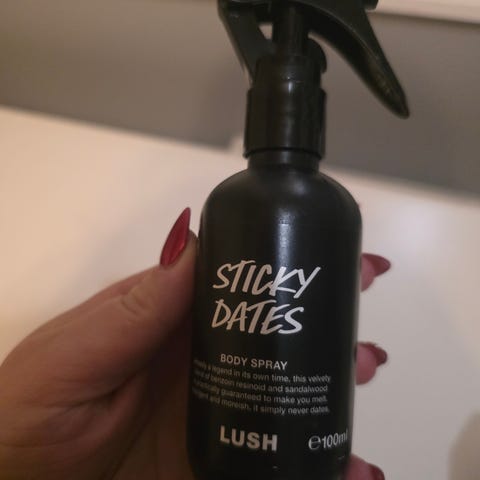 STICKY
DATES
BODY SPRAY
a legend in its own time, this velvety
of benzoin resinoid and sandalwood
guaranteed to make you melt.
and moreish, it simply never dates.
LUSH ℮100ml